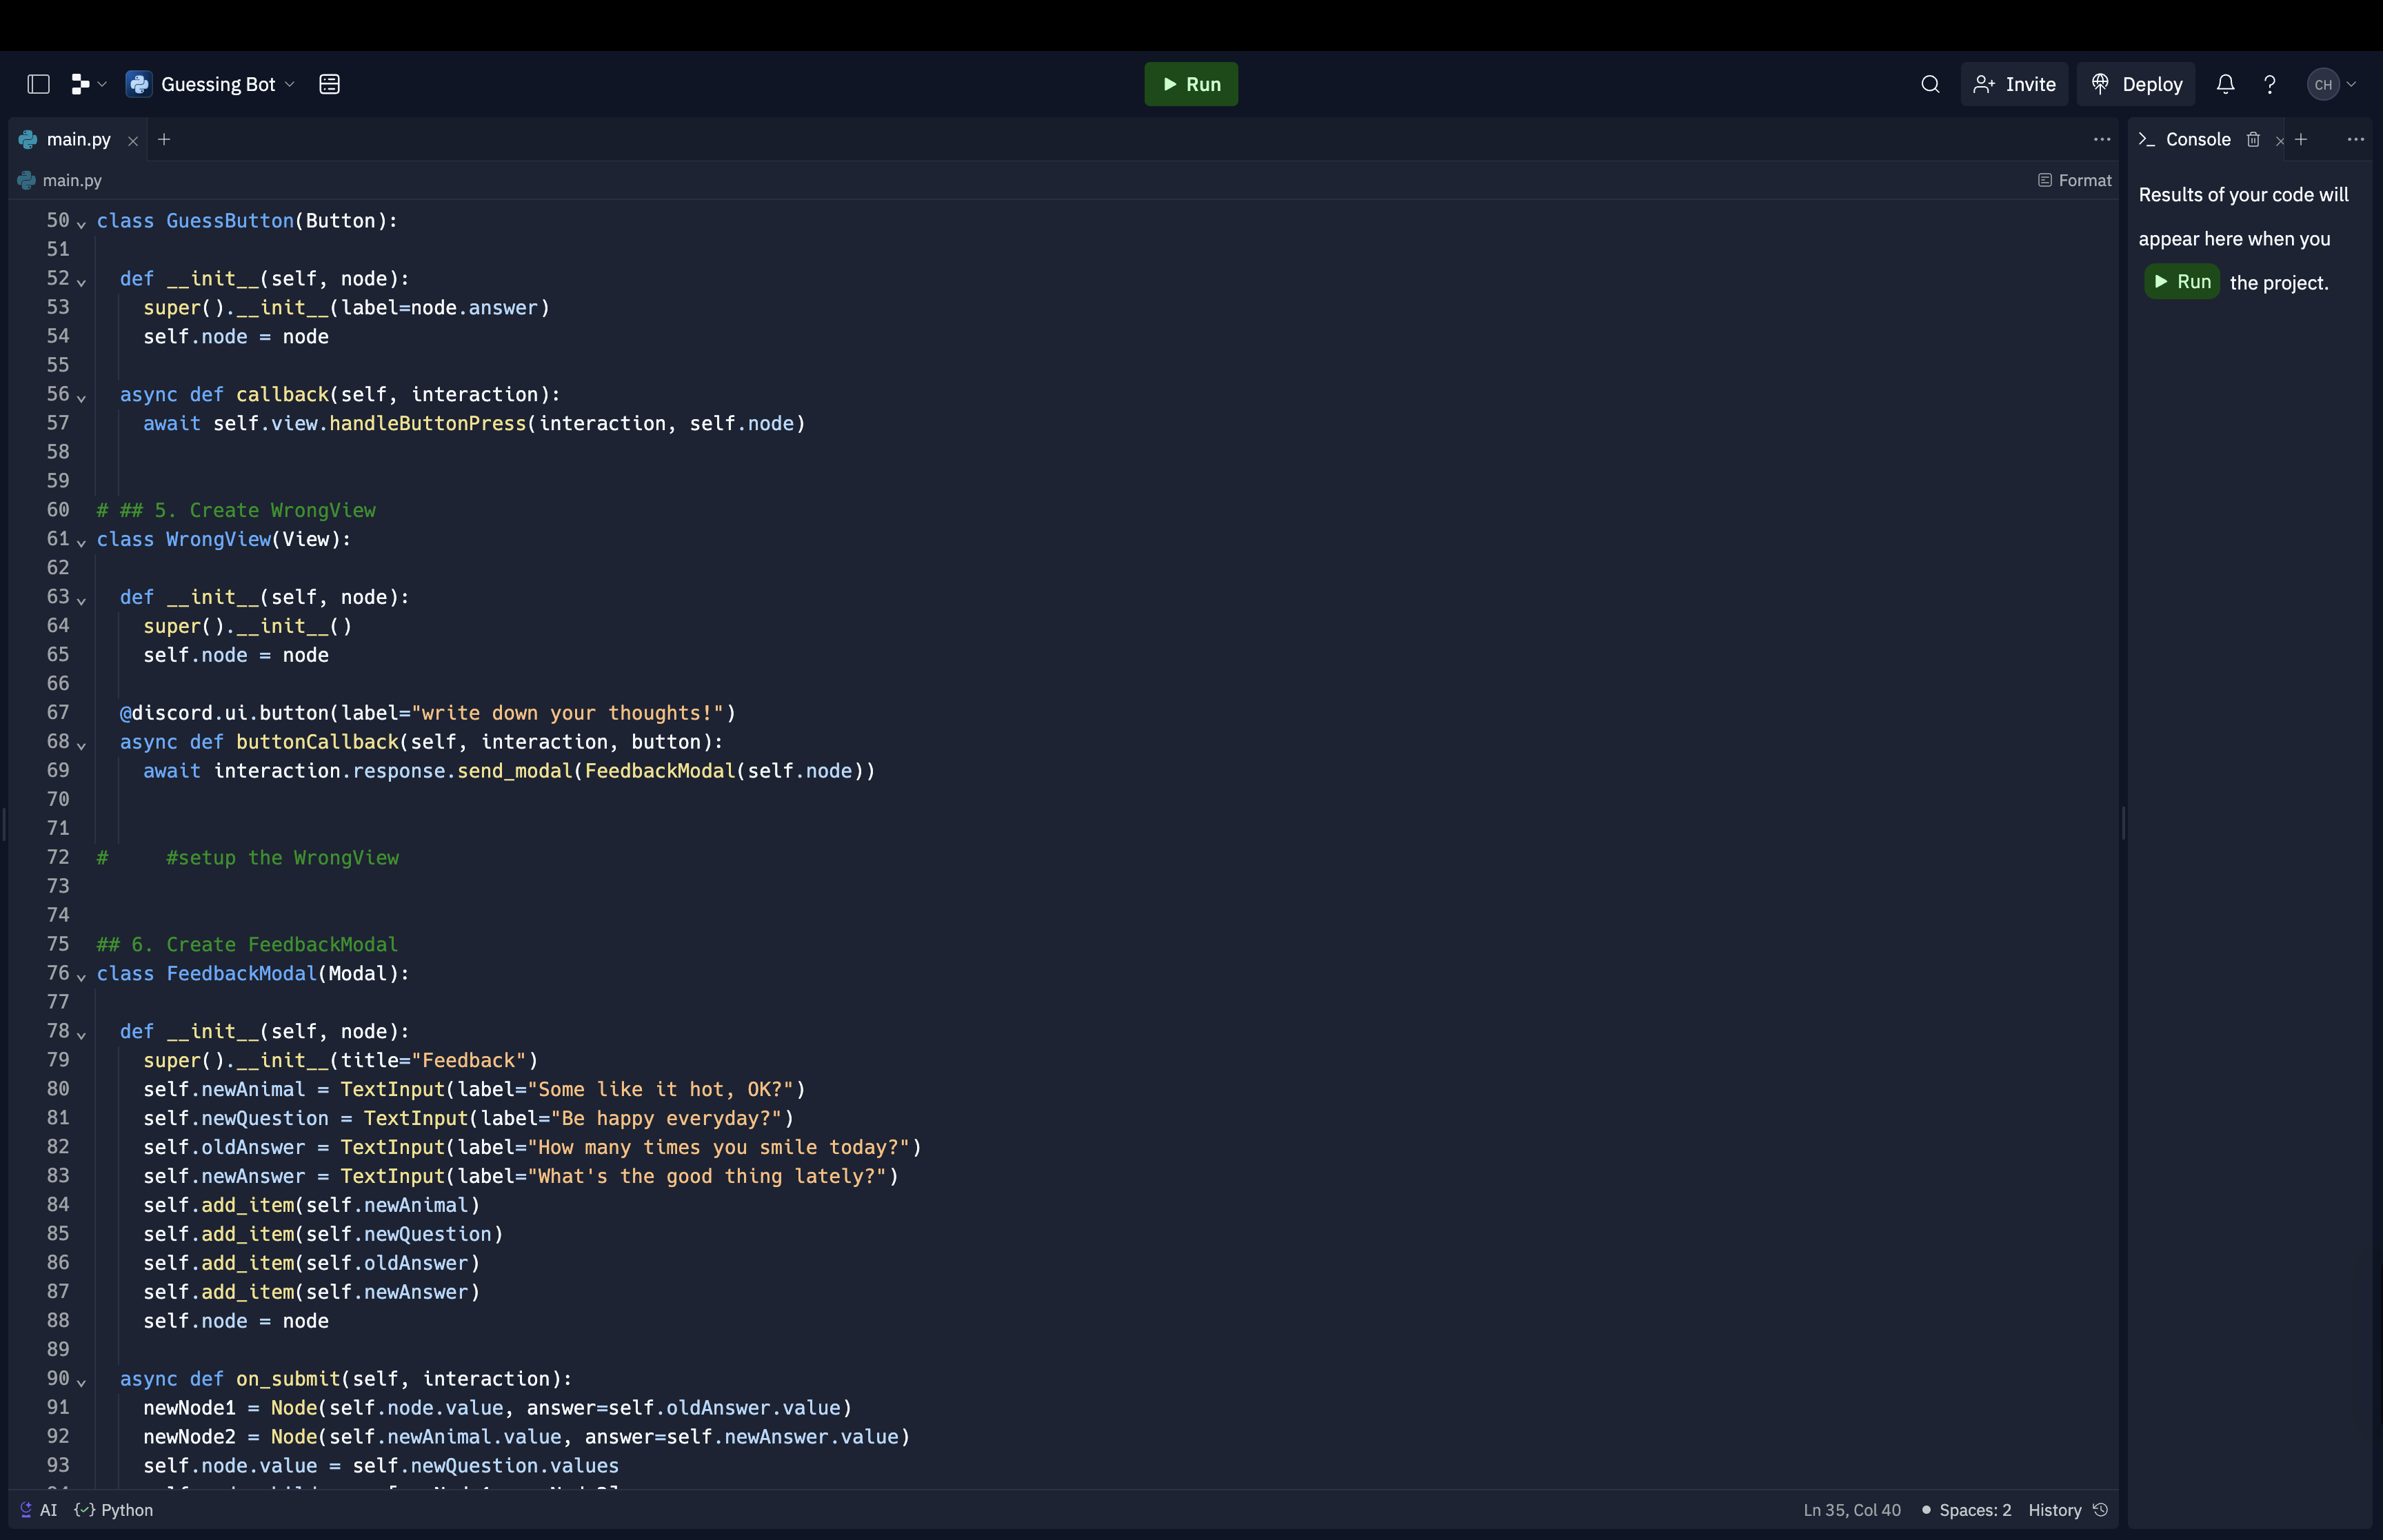 Guessing Bot
Run
Invite
Deploy
?
CH
main.py
Console
main.py
Format
Results of your code will
appear here when you
Run the project.
50 class GuessButton(Button):
51
52 def __init__(self, node):
53 super().__init__(label=node.answer)
54 self.node = node
55
56 async def callback(self, interaction):
57 await self.view.handleButtonPress(interaction, self.node)
58
59
60 # ## 5. Create WrongView
61 class WrongView(View):
62
63 def __init__(self, node):
64 super().__init__()
65 self.node = node
66
67 @discord.ui.button(label="write down your thoughts!")
68 async def buttonCallback(self, interaction, button):
69 await interaction.response.send_modal(FeedbackModal(self.node))
70
71
72 #     #setup the WrongView
73
74
75 ## 6. Create FeedbackModal
76 class FeedbackModal(Modal):
77
78 def __init__(self, node):
79 super().__init__(title="Feedback")
80 self.newAnimal = TextInput(label="Some like it hot, OK?")
81 self.newQuestion = TextInput(label="Be happy everyday?")
82 self.oldAnswer = TextInput(label="How many times you smile today?")
83 self.newAnswer = TextInput(label="What's the good thing lately?")
84 self.add_item(self.newAnimal)
85 self.add_item(self.newQuestion)
86 self.add_item(self.oldAnswer)
87 self.add_item(self.newAnswer)
88 self.node = node
89
90 async def on_submit(self, interaction):
91 newNode1 = Node(self.node.value, answer=self.oldAnswer.value)
92 newNode2 = Node(self.newAnimal.value, answer=self.newAnswer.value)
93 self.node.value = self.newQuestion.values
AI
Python
Ln 35, Col 40
Spaces: 2
History